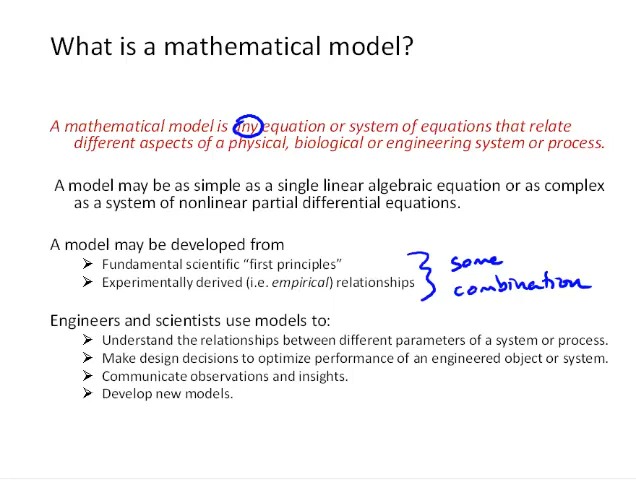 What is a mathematical model?
A mathematical model is any equation or system of equations that relate
different aspects of a physical, biological or engineering system or process.
A model may be as simple as a single linear algebraic equation or as complex
as a system of nonlinear partial differential equations.
A model may be developed from
➢ Fundamental scientific “first principles”
➢ Experimentally derived (i.e. empirical) relationships
some
combination
Engineers and scientists use models to:
➢ Understand the relationships between different parameters of a system or process.
➢ Make design decisions to optimize performance of an engineered object or system.
➢ Communicate observations and insights.
➢ Develop new models.